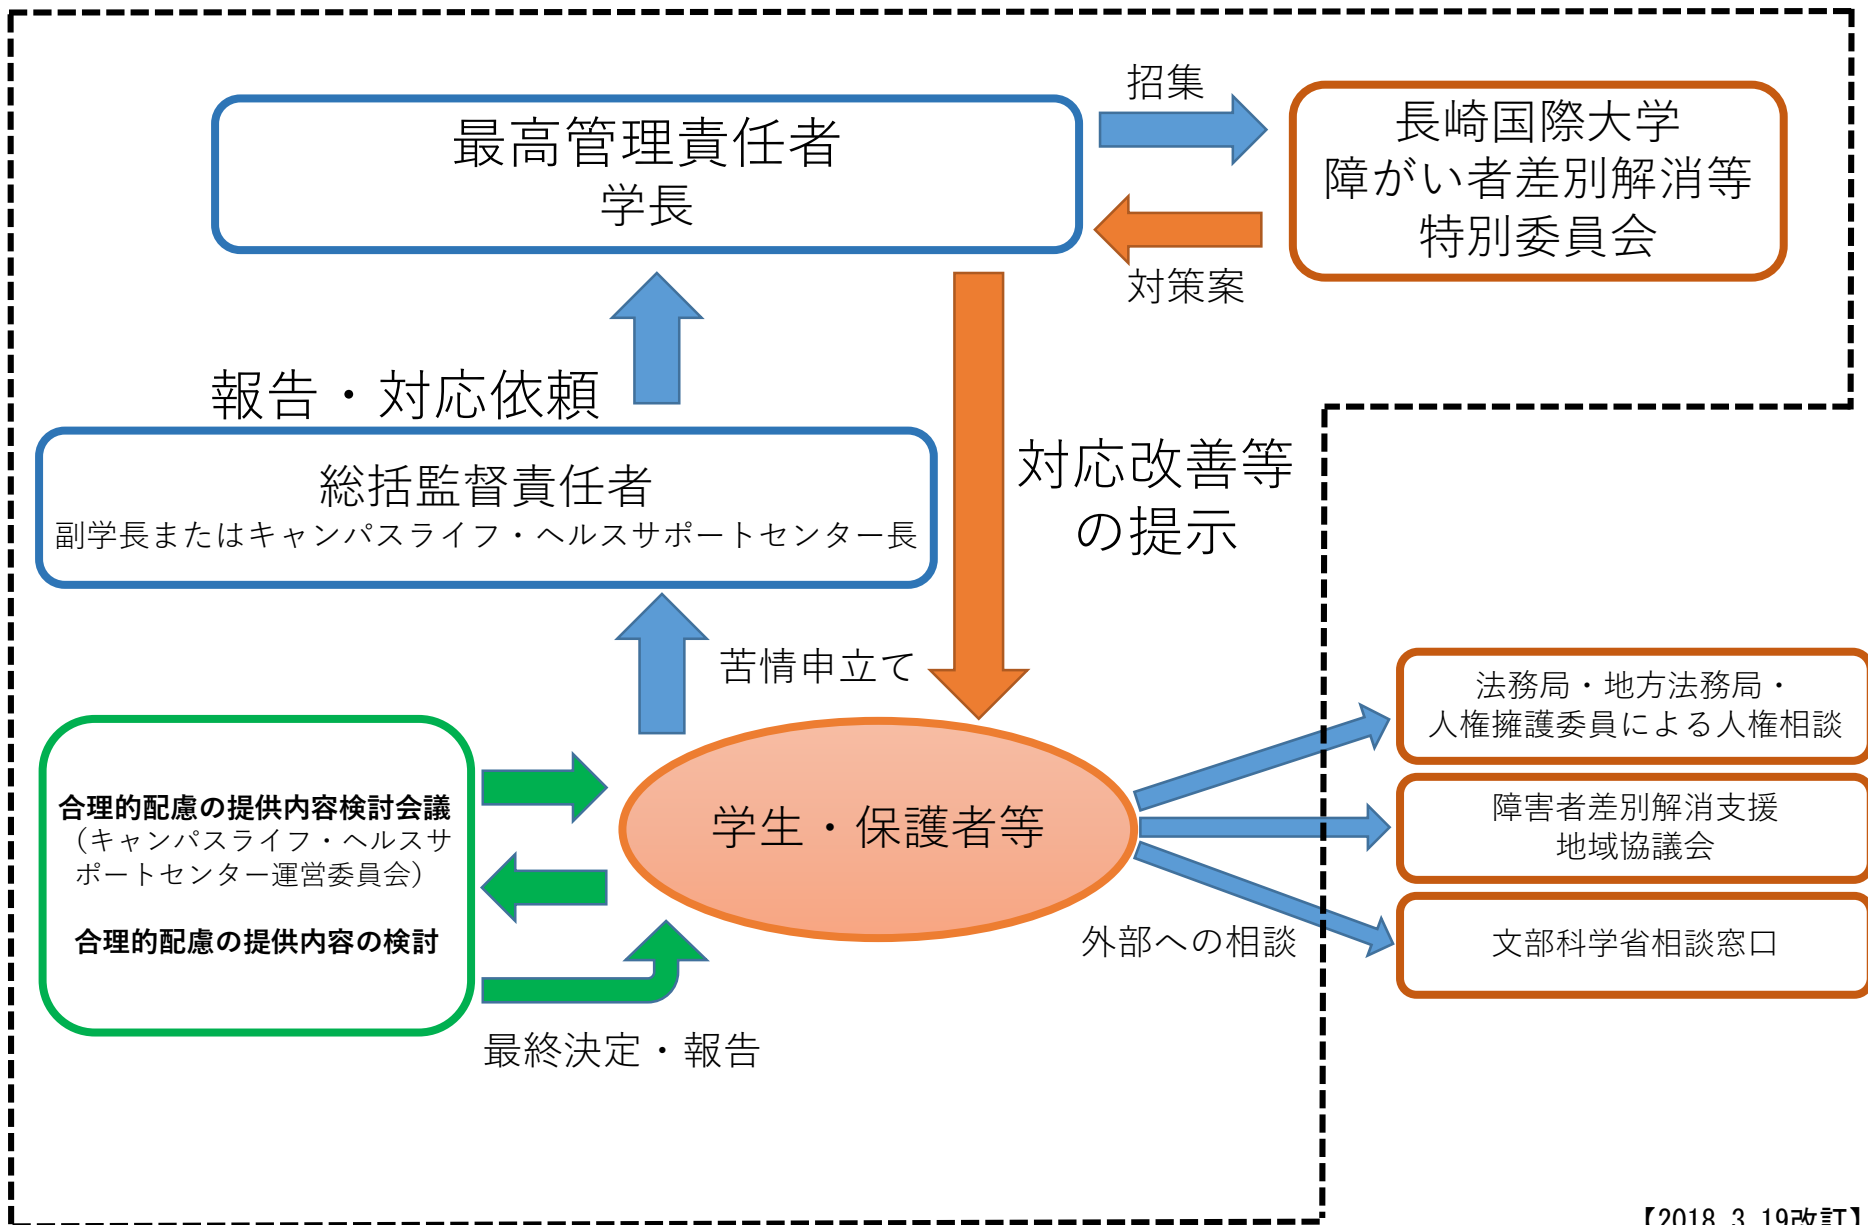 招集
最高管理責任者
学長
長崎国際大学
障がい者差別解消等
特別委員会
対策案
報告・対応依頼
総括監督責任者
副学長またはキャンパスライフ・ヘルスサポートセンター長
対応改善等
の提示
苦情申立て
合理的配慮の提供内容検討会議
（キャンパスライフ・ヘルスサ
ポートセンター運営委員会）
合理的配慮の提供内容の検討
学生・保護者等
最終決定・報告
外部への相談
法務局・地方法務局・
人権擁護委員による人権相談
障害者差別解消支援
地域協議会
文部科学省相談窓口
【2018.3.19改訂】